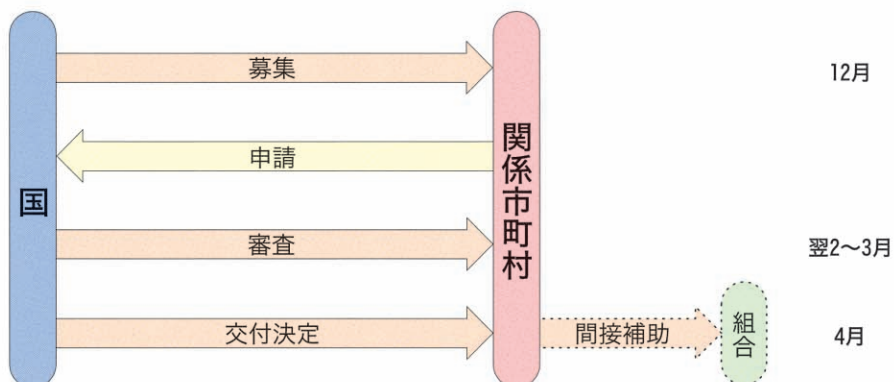 国
関係市町村
募集
12月
申請
審査
翌2～3月
交付決定
間接補助
組合
4月